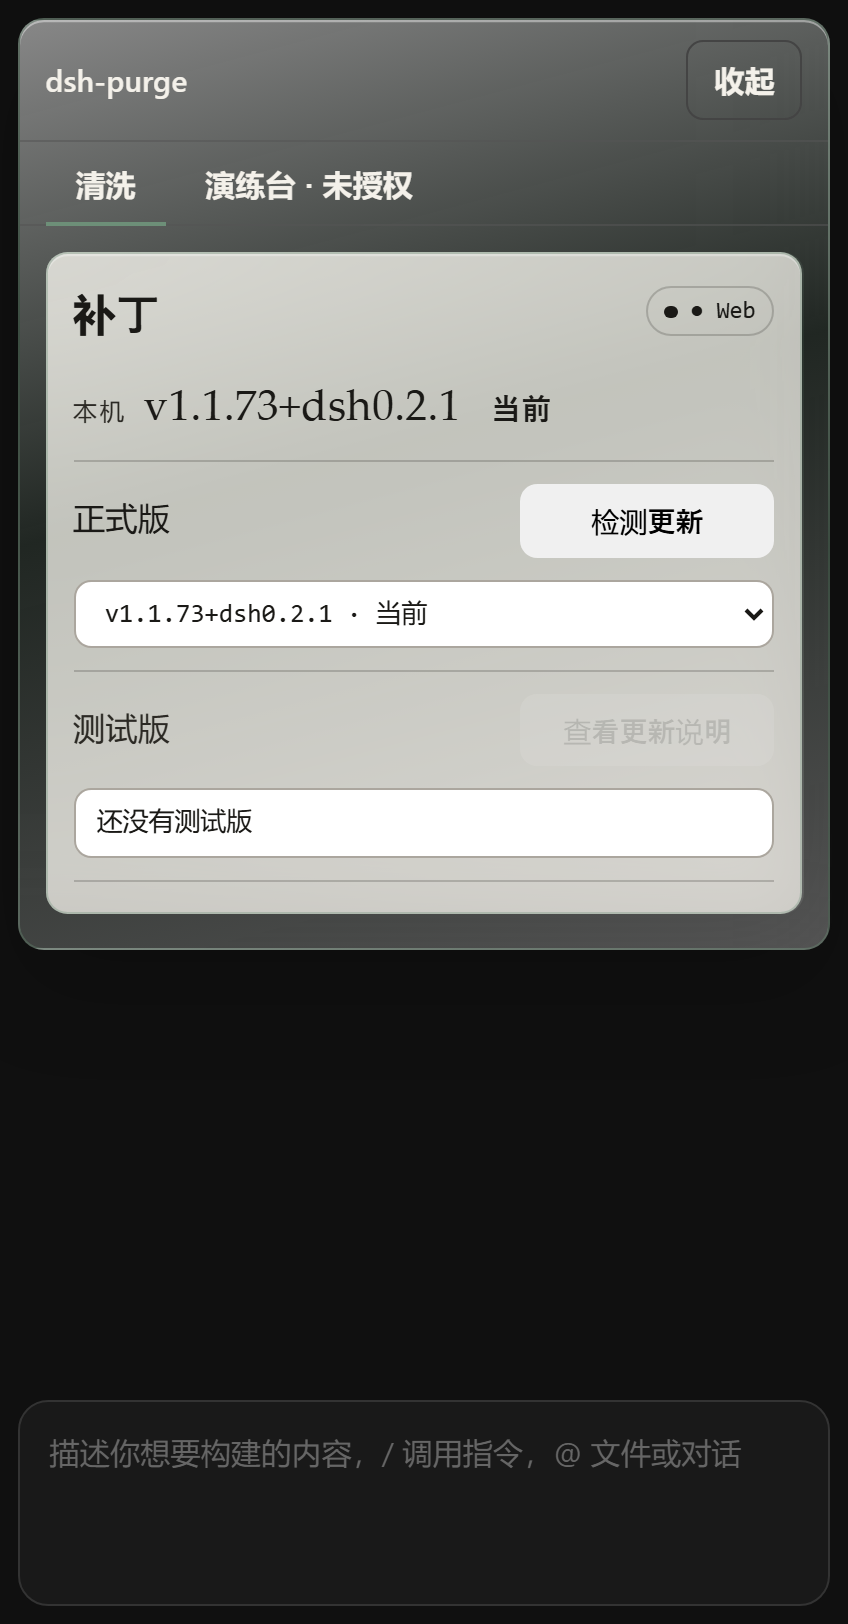 dsh-purge
收起
清洗
演练台 · 未授权
补丁
Web
本机 v1.1.73+dsh0.2.1 当前
正式版
检测更新
v1.1.73+dsh0.2.1 · 当前
测试版
查看更新说明
还没有测试版
描述你想要构建的内容，/ 调用指令，@ 文件或对话